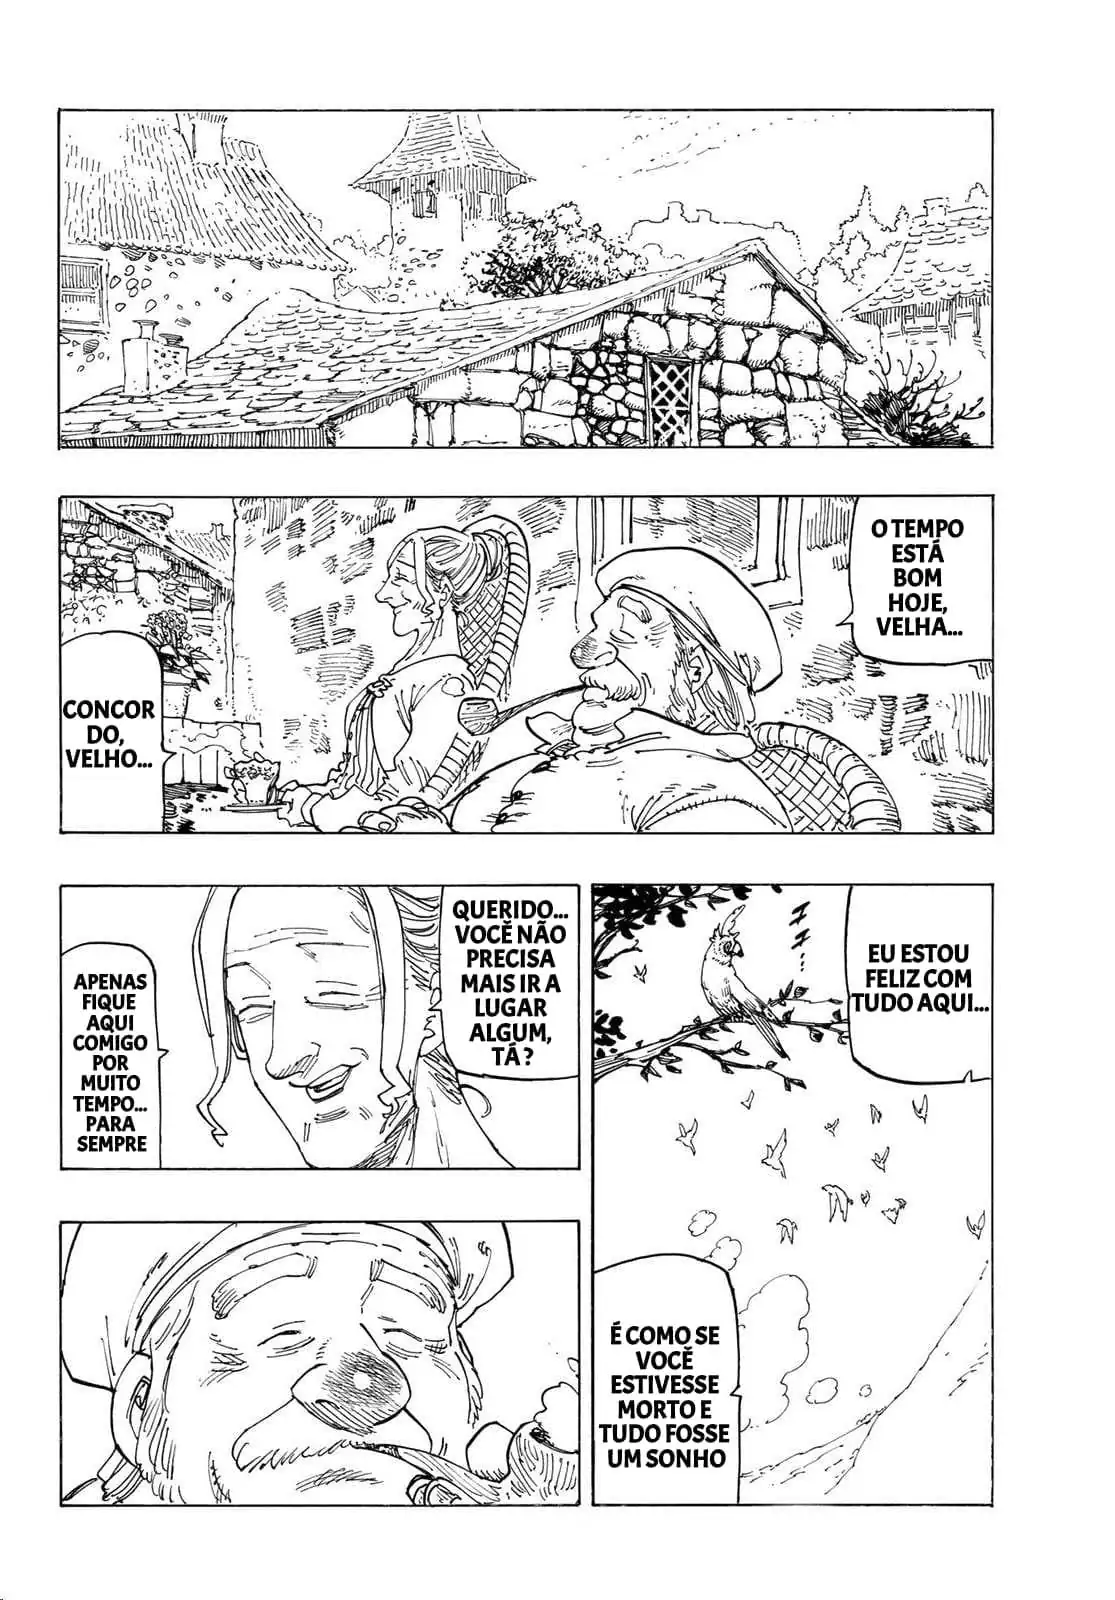 O TEMPO
ESTÁ
BOM
HOJE,
VELHA...
CONCOR
DO,
VELHO...
EU ESTOU
FELIZ COM
TUDO AQUI...
É COMO SE
VOCÊ
ESTIVESSE
MORTO E
TUDO FOSSE
UM SONHO
QUERIDO...
VOCÊ NÃO
PRECISA
MAIS IR A
LUGAR
ALGUM,
TÁ?
APENAS
FIQUE
AQUI
COMIGO
POR
MUITO
TEMPO...
PARA
SEMPRE